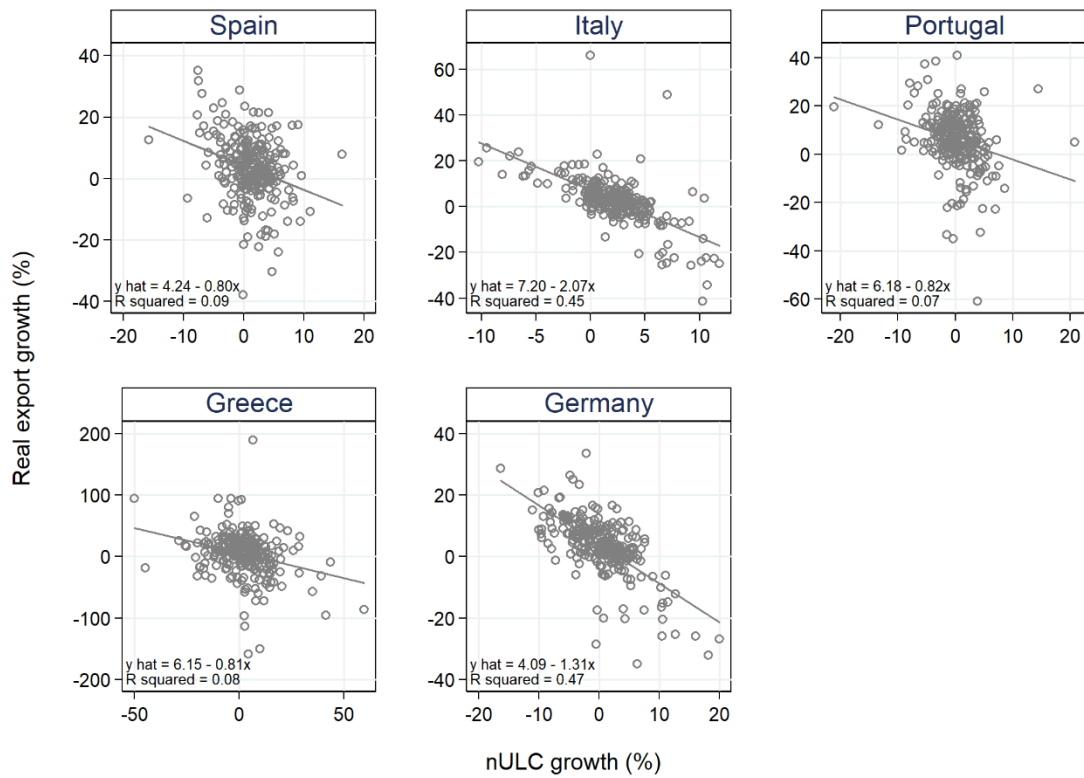 Spain
40
20
0
-20
-40
y hat = 4.24 - 0.80x
R squared = 0.09
-20 -10 0 10 20
Italy
60
40
20
0
-20
-40
y hat = 7.20 - 2.07x
R squared = 0.45
-10 -5 0 5 10
Portugal
40
20
0
-20
-40
-60
y hat = 6.18 - 0.82x
R squared = 0.07
-20 -10 0 10 20
Real export growth (%)
Greece
200
100
0
-100
-200
y hat = 6.15 - 0.81x
R squared = 0.08
-50 0 50
Germany
40
20
0
-20
-40
y hat = 4.09 - 1.31x
R squared = 0.47
-20 -10 0 10 20
nULC growth (%)